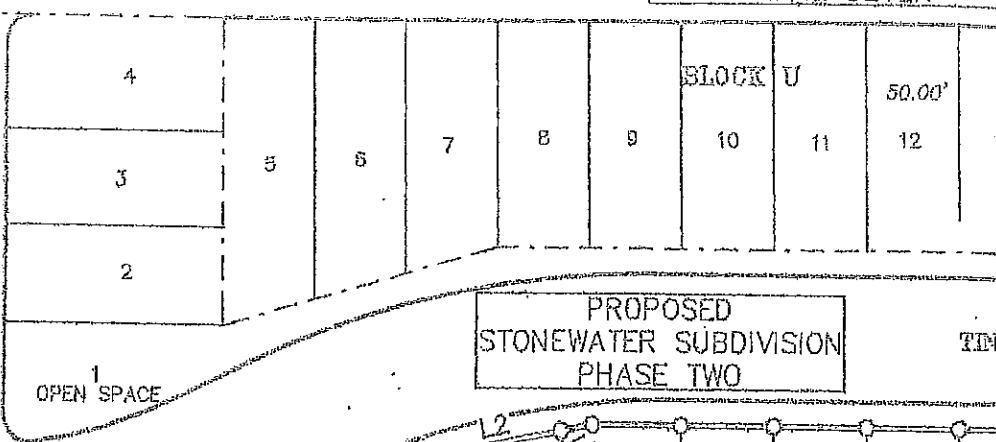 4
BLOCK U
50.00'
3
5
6
7
8
9
10
11
12
2
1
OPEN SPACE
PROPOSED
STONEWATER SUBDIVISION
PHASE TWO
L2